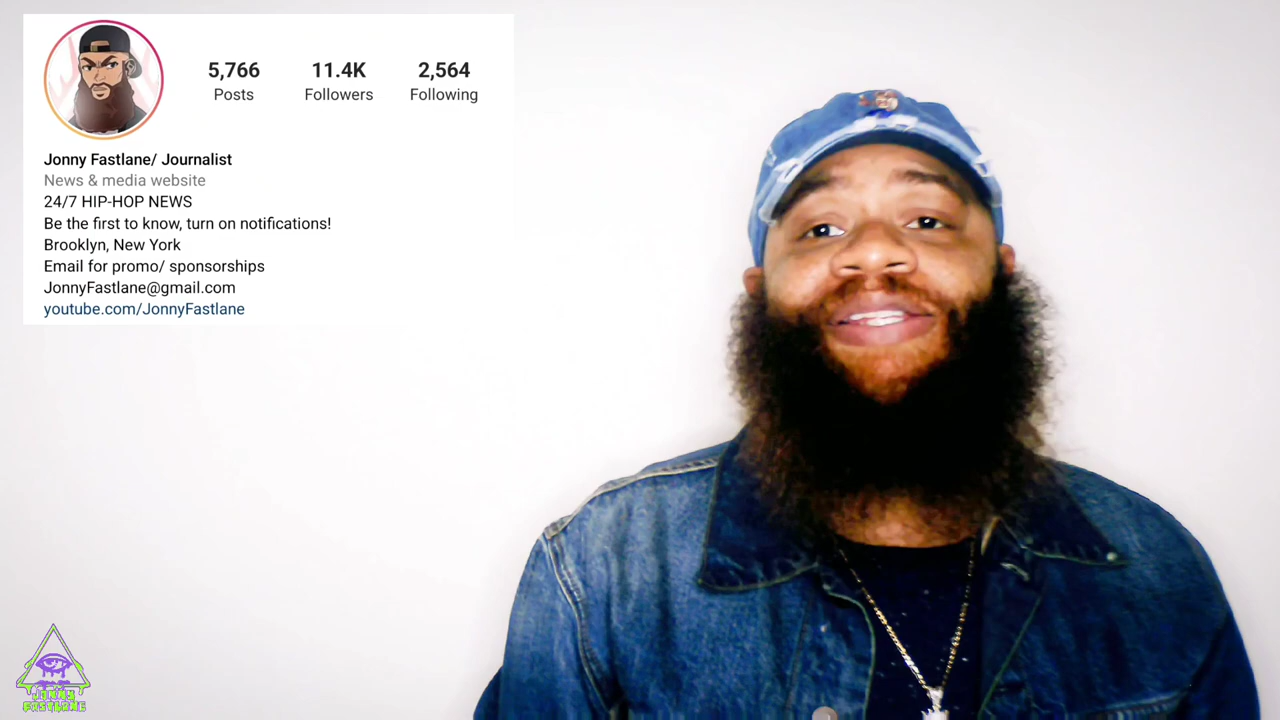 5,766 11.4K 2,564
Posts Followers Following
Jonny Fastlane/ Journalist
News & media website
24/7 HIP-HOP NEWS
Be the first to know, turn on notifications!
Brooklyn, New York
Email for promo/ sponsorships
JonnyFastlane@gmail.com
youtube.com/JonnyFastlane
JONNY
FASTLANE